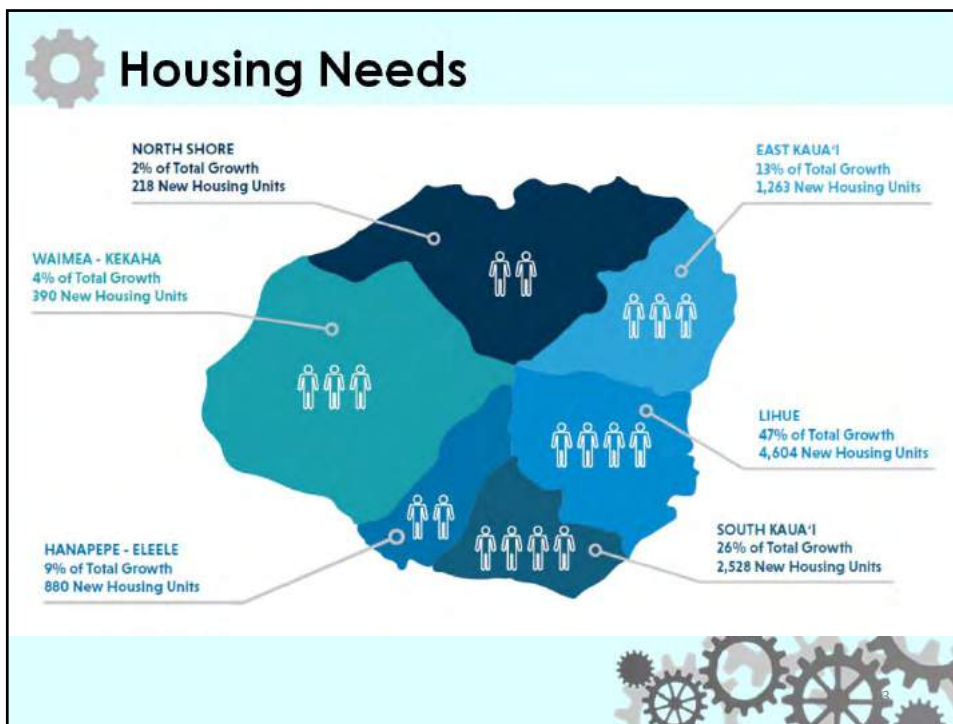 Housing Needs
NORTH SHORE
2% of Total Growth
218 New Housing Units
EAST KAUAʻI
13% of Total Growth
1,263 New Housing Units
WAIMEA - KEKAHA
4% of Total Growth
390 New Housing Units
LIHUE
47% of Total Growth
4,604 New Housing Units
HANAPEPE - ELEELE
9% of Total Growth
880 New Housing Units
SOUTH KAUAʻI
26% of Total Growth
2,528 New Housing Units
3